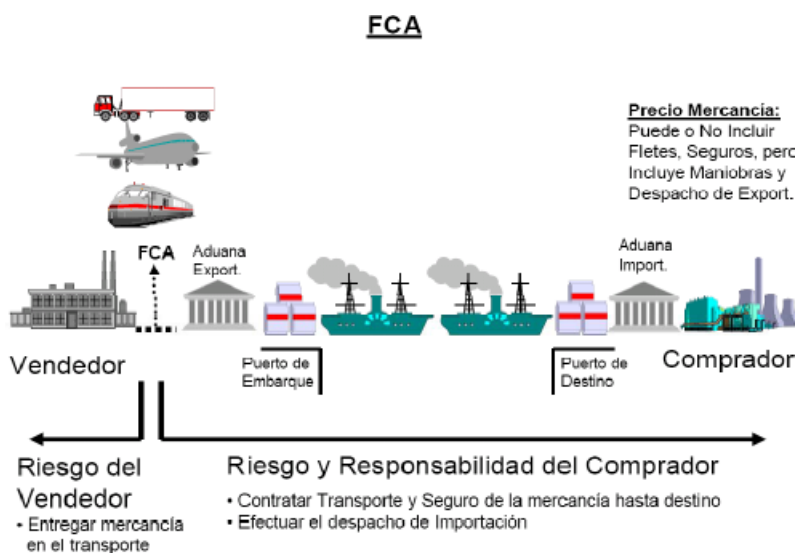 FCA
Precio Mercancía:
Puede o No Incluir
Fletes, Seguros, pero
Incluye Maniobras y
Despacho de Export.
FCA
Aduana
Export.
Aduana
Import.
Vendedor
Puerto de
Embarque
Puerto de
Destino
Comprador
Riesgo del
Vendedor
• Entregar mercancía
en el transporte
Riesgo y Responsabilidad del Comprador
• Contratar Transporte y Seguro de la mercancía hasta destino
• Efectuar el despacho de Importación